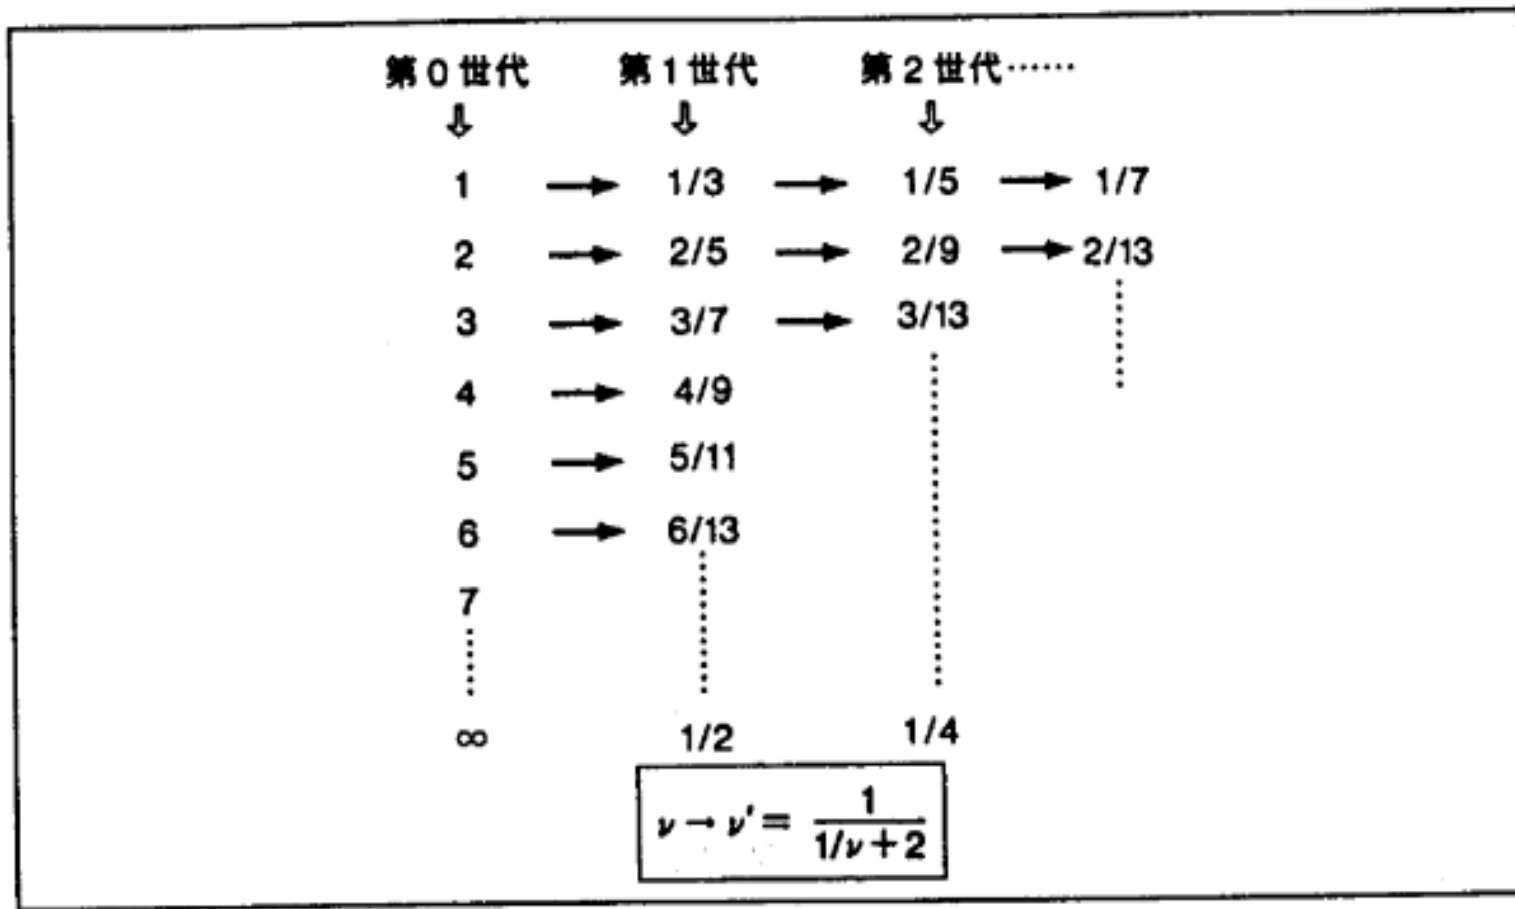 第0世代 第1世代 第2世代……
⇩ ⇩ ⇩
1 → 1/3 → 1/5 → 1/7
2 → 2/5 → 2/9 → 2/13
3 → 3/7 → 3/13
4 → 4/9
5 → 5/11
6 → 6/13
7
∞ 1/2 1/4
ν → ν′ = 1/(1/ν+2)